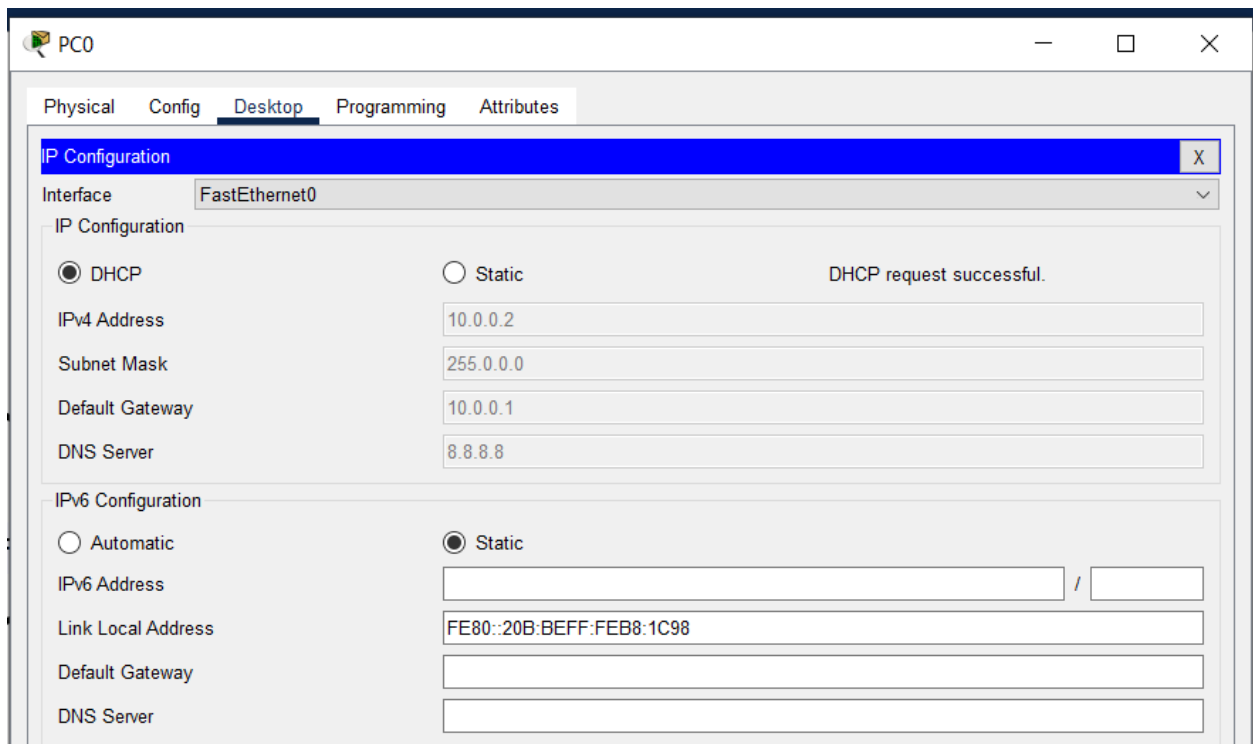 PC0
Physical Config Desktop Programming Attributes
IP Configuration X
Interface FastEthernet0
IP Configuration
DHCP Static DHCP request successful.
IPv4 Address 10.0.0.2
Subnet Mask 255.0.0.0
Default Gateway 10.0.0.1
DNS Server 8.8.8.8
IPv6 Configuration
Automatic Static
IPv6 Address /
Link Local Address FE80::20B:BEFF:FEB8:1C98
Default Gateway
DNS Server